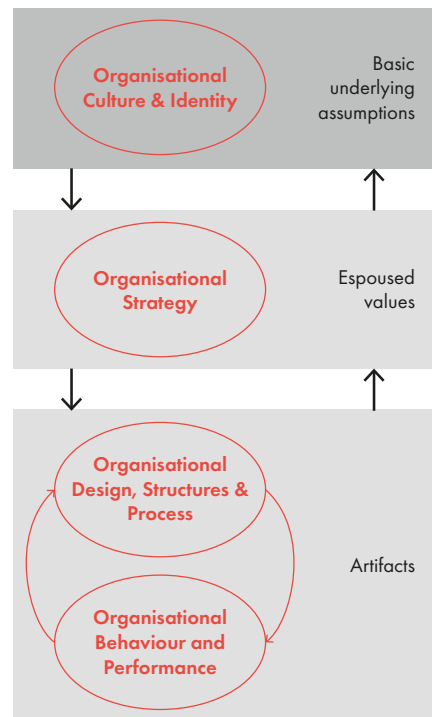 Organisational
Culture & Identity
Basic
underlying
assumptions
Organisational
Strategy
Espoused
values
Organisational
Design, Structures &
Process
Artifacts
Organisational
Behaviour and
Performance